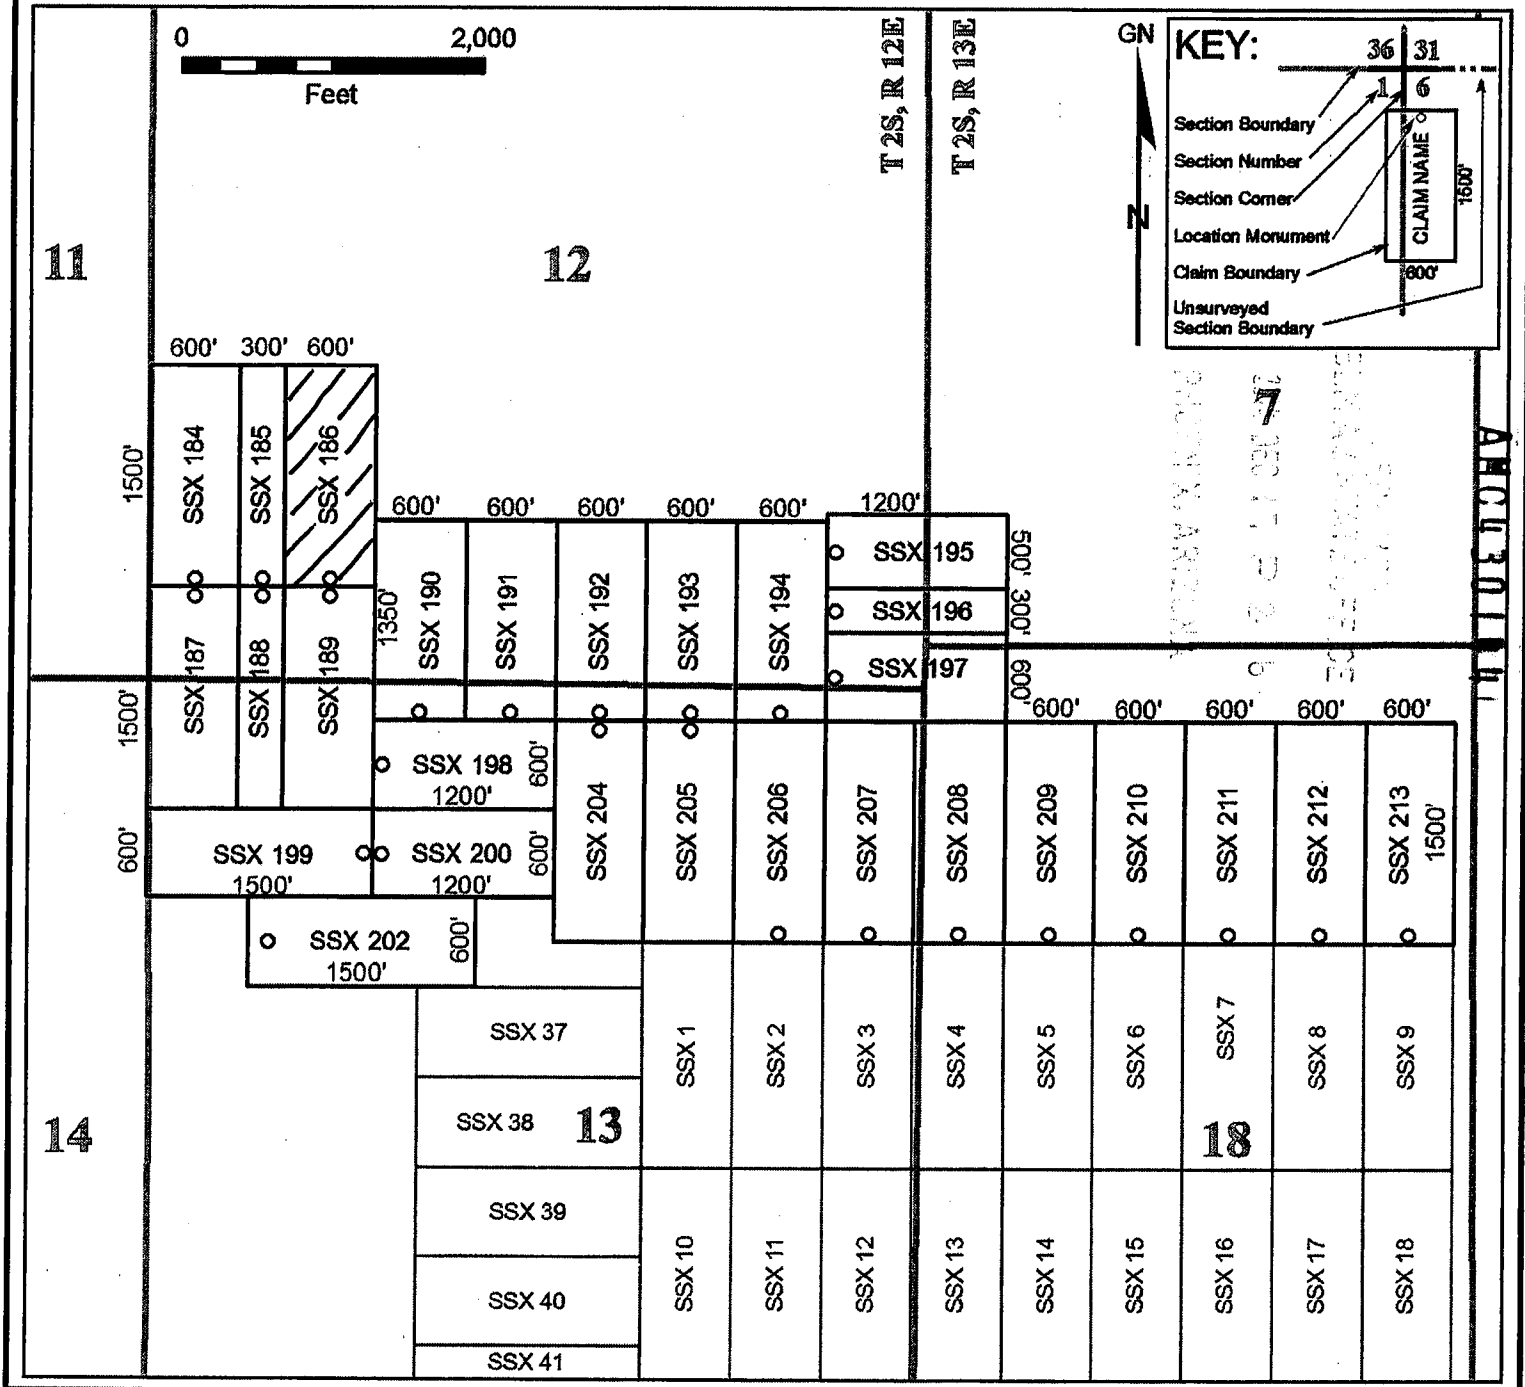 0 2,000
Feet
T 2S, R 12E
T 2S, R 13E
GN
N
KEY:
36 31
1 6
Section Boundary
Section Number
Section Corner
Location Monument
Claim Boundary
Unsurveyed
Section Boundary
CLAIM NAME
1500'
600'
11
12
7
600' 300' 600'
1500'
SSX 184
SSX 185
SSX 186
600' 600' 600' 600' 600' 1200'
SSX 187
SSX 188
SSX 189
1350'
SSX 190
SSX 191
SSX 192
SSX 193
SSX 194
SSX 195
500'
SSX 196
300'
SSX 197
600'
1500'
SSX 198
1200'
600'
600' 600' 600' 600' 600'
600'
SSX 199
1500'
SSX 200
1200'
600'
SSX 202
1500'
600'
SSX 204
SSX 205
SSX 206
SSX 207
SSX 208
SSX 209
SSX 210
SSX 211
SSX 212
SSX 213
1500'
SSX 37
SSX 38
SSX 39
SSX 40
SSX 41
SSX 1
SSX 2
SSX 3
SSX 4
SSX 5
SSX 6
SSX 7
SSX 8
SSX 9
14
13
18
SSX 10
SSX 11
SSX 12
SSX 13
SSX 14
SSX 15
SSX 16
SSX 17
SSX 18